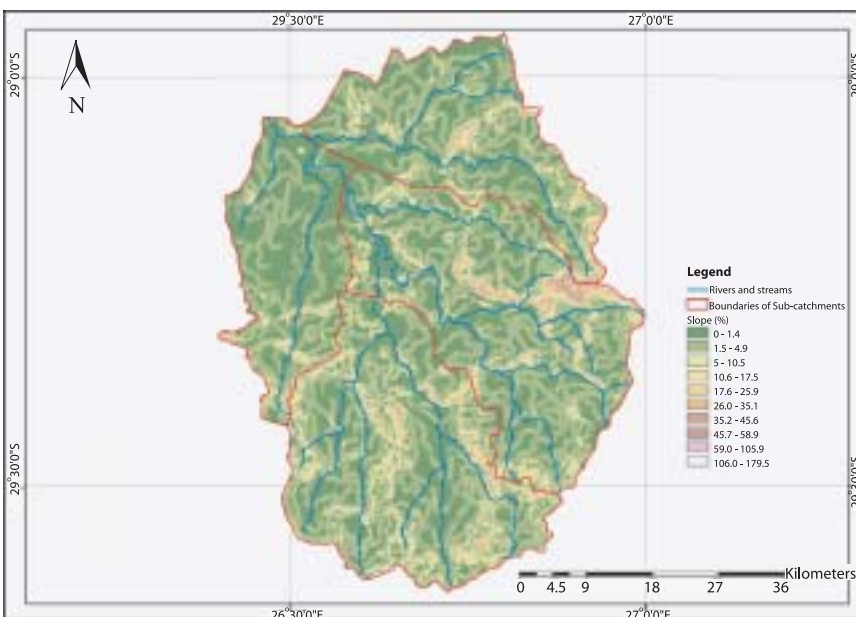 29°30'0"E
27°0'0"E
29°0'0"S
29°0'0"S
N
Legend
Rivers and streams
Boundaries of Sub-catchments
Slope (%)
0 - 1.4
1.5 - 4.9
5 - 10.5
10.6 - 17.5
17.6 - 25.9
26.0 - 35.1
35.2 - 45.6
45.7 - 58.9
59.0 - 105.9
106.0 - 179.5
29°30'0"S
29°30'0"S
Kilometers
0 4.5 9 18 27 36
26°30'0"E
27°0'0"E